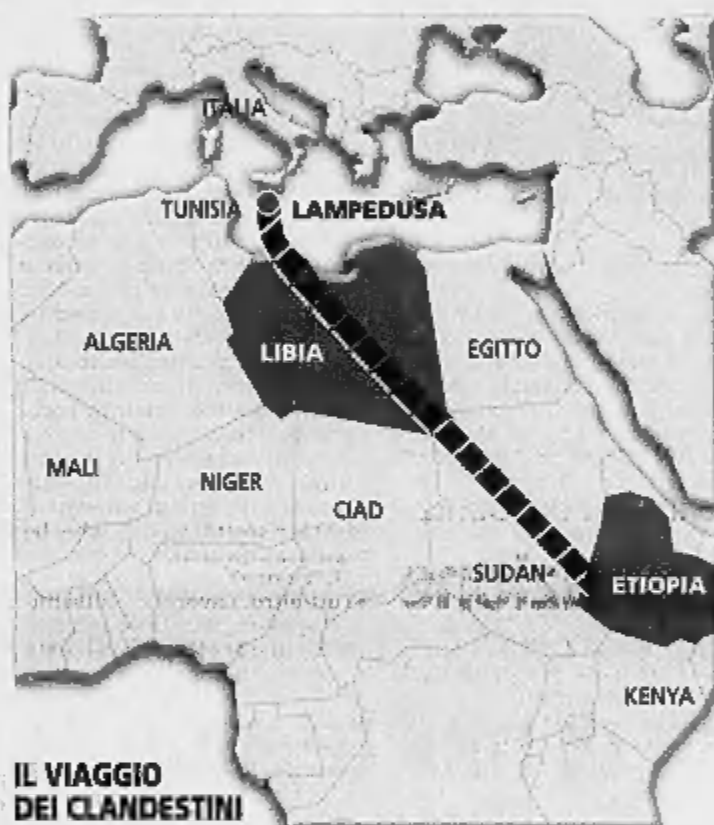 ITALIA
TUNISIA
LAMPEDUSA
ALGERIA
LIBIA
EGITTO
MALI
NIGER
CIAD
SUDAN
ETIOPIA
KENYA
IL VIAGGIO
DEI CLANDESTINI